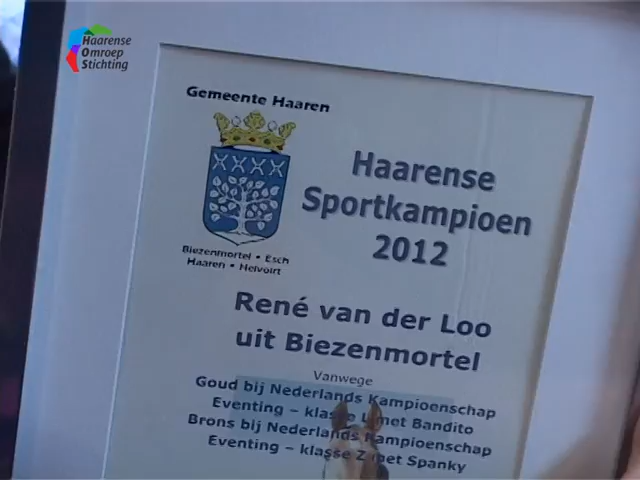 Haarense
Omroep
Stichting
Gemeente Haaren
Haarense
Sportkampioen
2012
Biezenmortel • Esch
Haaren • Helvoirt
René van der Loo
uit Biezenmortel
Vanwege
Goud bij Nederlands Kampioenschap
Eventing – klasse L met Bandito
Brons bij Nederlands Kampioenschap
Eventing – klasse Z met Spanky